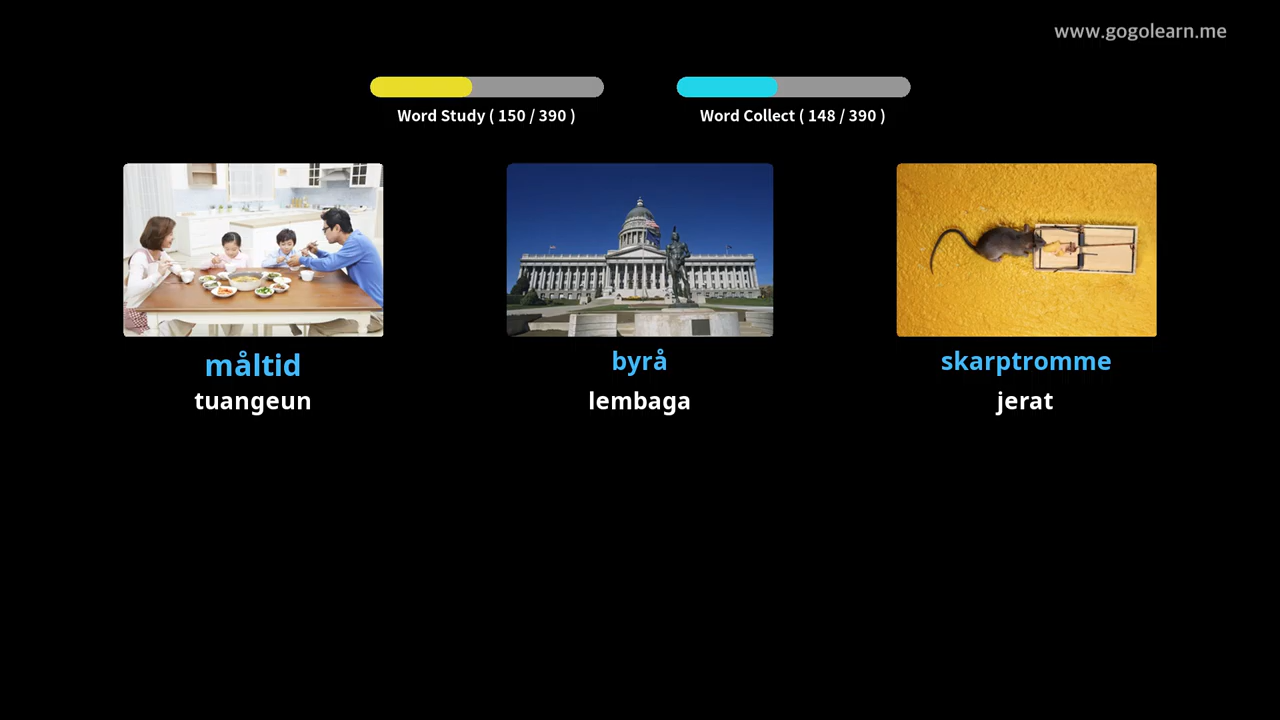 www.gogolearn.me
Word Study ( 150 / 390 )
Word Collect ( 148 / 390 )
måltid
tuangeun
byrå
lembaga
skarptromme
jerat